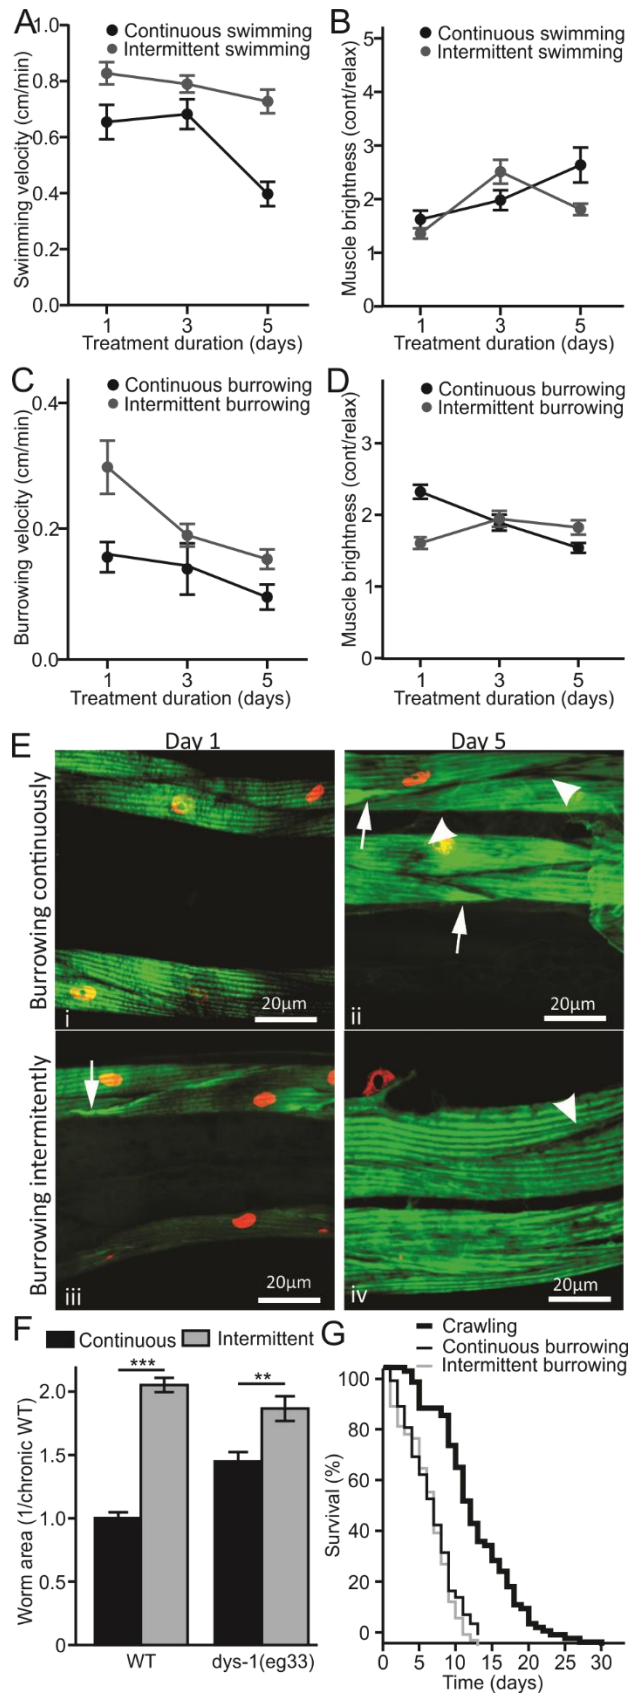 A
Continuous swimming
Intermittent swimming
Swimming velocity (cm/min)
1.0
0.8
0.6
0.4
0.2
0.0
1 3 5
Treatment duration (days)
B
Continuous swimming
Intermittent swimming
Muscle brightness (cont/relax)
5
4
3
2
1
0
1 3 5
Treatment duration (days)
C
Continuous burrowing
Intermittent burrowing
Burrowing velocity (cm/min)
0.4
0.2
0.0
1 3 5
Treatment duration (days)
D
Continuous burrowing
Intermittent burrowing
Muscle brightness (cont/relax)
3
2
1
0
1 3 5
Treatment duration (days)
E
Day 1
Day 5
Burrowing continuously
20µm
i
20µm
ii
Burrowing intermitently
20µm
iii
20µm
iv
F
Continuous
Intermittent
Worm area (1/chronic WT)
2.0
1.5
1.0
0.5
0
***
**
WT
dys-1(eg33)
G
Crawling
Continuous burrowing
Intermittent burrowing
Survival (%)
100
80
60
40
20
0
0 5 10 15 20 25 30
Time (days)